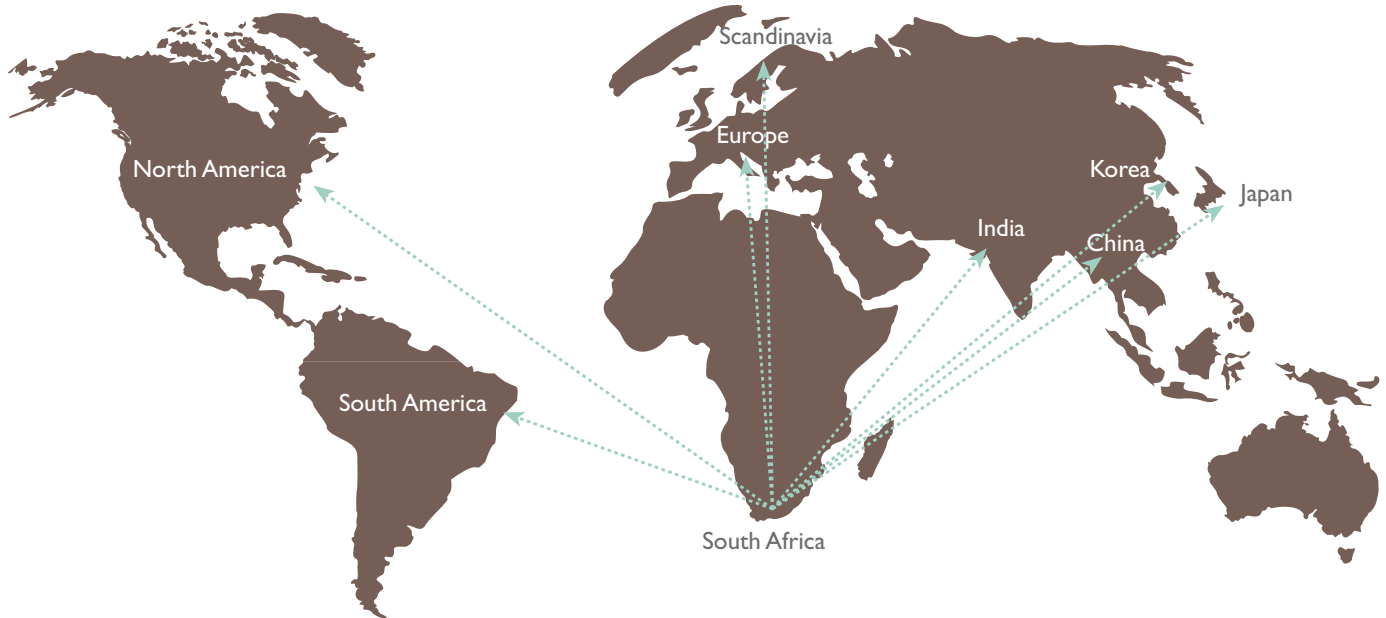 Scandinavia
Europe
North America
Korea
Japan
India
China
South America
South Africa